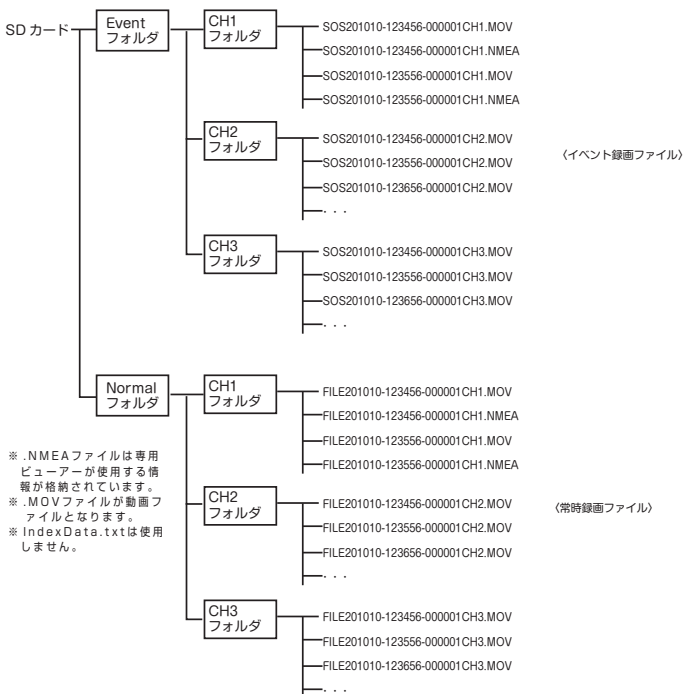 SD カード
Event
フォルダ
CH1
フォルダ
SOS201010-123456-000001CH1.MOV
SOS201010-123456-000001CH1.NMEA
SOS201010-123556-000001CH1.MOV
SOS201010-123556-000001CH1.NMEA
CH2
フォルダ
SOS201010-123456-000001CH2.MOV
SOS201010-123556-000001CH2.MOV
SOS201010-123656-000001CH2.MOV
・・・
〈イベント録画ファイル〉
CH3
フォルダ
SOS201010-123456-000001CH3.MOV
SOS201010-123556-000001CH3.MOV
SOS201010-123656-000001CH3.MOV
・・・
Normal
フォルダ
CH1
フォルダ
FILE201010-123456-000001CH1.MOV
FILE201010-123456-000001CH1.NMEA
FILE201010-123556-000001CH1.MOV
FILE201010-123556-000001CH1.NMEA
CH2
フォルダ
FILE201010-123456-000001CH2.MOV
FILE201010-123556-000001CH2.MOV
FILE201010-123656-000001CH2.MOV
・・・
〈常時録画ファイル〉
CH3
フォルダ
FILE201010-123456-000001CH3.MOV
FILE201010-123556-000001CH3.MOV
FILE201010-123656-000001CH3.MOV
・・・
※ .NMEAファイルは専用
ビューアーが使用する情
報が格納されています。
※ .MOVファイルが動画フ
ァイルとなります。
※ IndexData.txtは使用
しません。